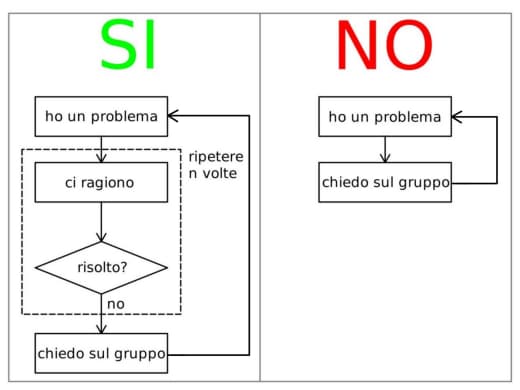 SI
ho un problema
ci ragiono
ripetere
n volte
risolto?
no
chiedo sul gruppo
NO
ho un problema
chiedo sul gruppo